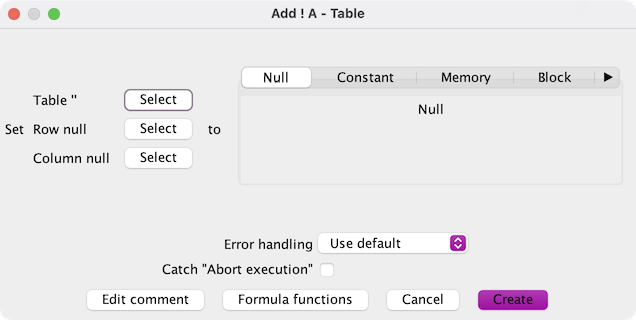 Add ! A - Table
Null Constant Memory Block
Null
Table '' Select
Set Row null Select to
Column null Select
Error handling Use default
Catch "Abort execution"
Edit comment Formula functions Cancel Create